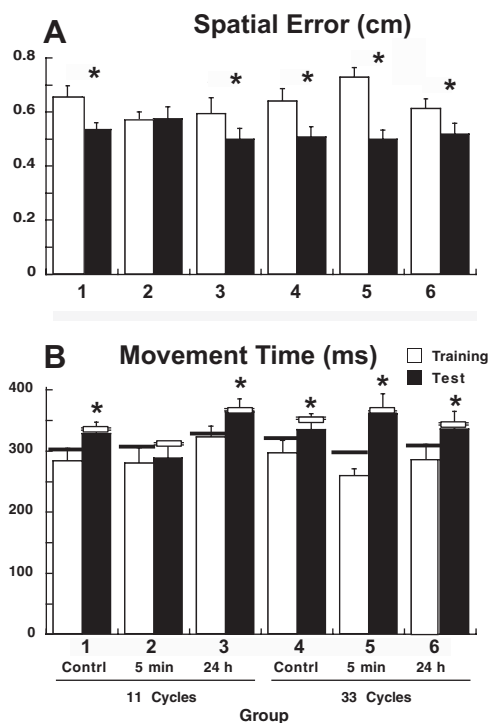 A Spatial Error (cm)
0.8
* * * * *
0.6
0.4
0.2
0
1 2 3 4 5 6
B Movement Time (ms)
Training
Test
400
* * * * *
300
200
100
0
1 2 3 4 5 6
Contrl 5 min 24 h Contrl 5 min 24 h
11 Cycles 33 Cycles
Group